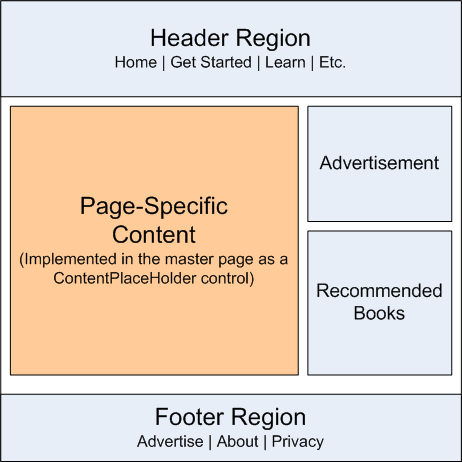 Header Region
Home | Get Started | Learn | Etc.
Page-Specific
Content
(Implemented in the master page as a
ContentPlaceHolder control)
Advertisement
Recommended
Books
Footer Region
Advertise | About | Privacy